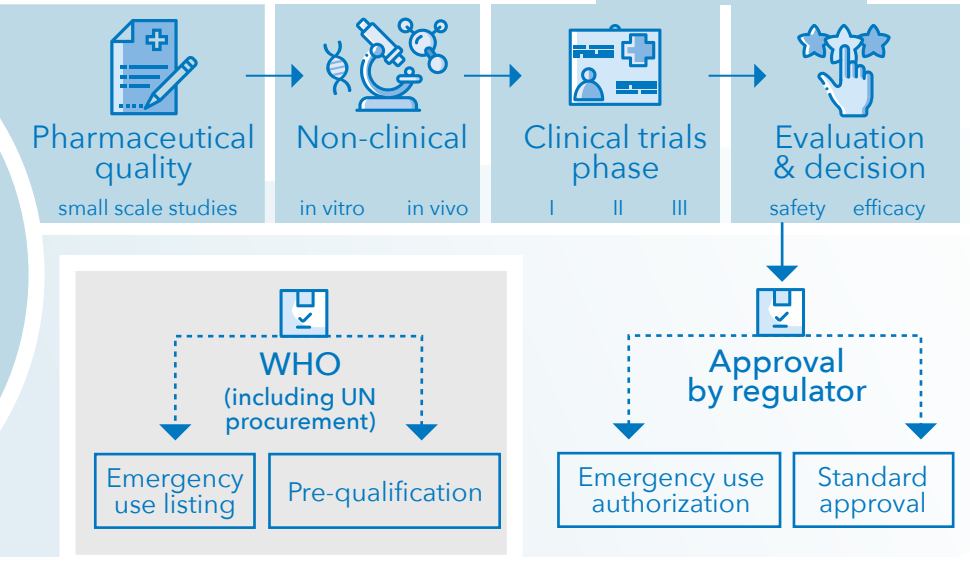 Pharmaceutical
quality
small scale studies
Non-clinical
in vitro in vivo
Clinical trials
phase
I II III
Evaluation
& decision
safety efficacy
WHO
(including UN
procurement)
Emergency
use listing
Pre-qualification
Approval
by regulator
Emergency use
authorization
Standard
approval